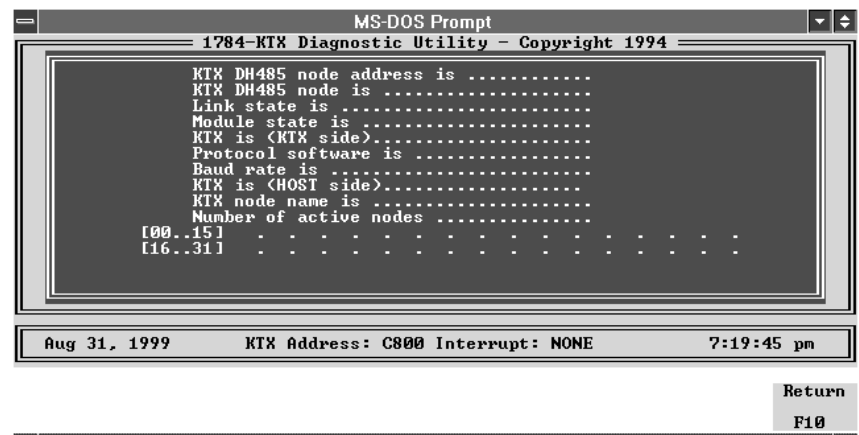 MS-DOS Prompt
1784-KTX Diagnostic Utility - Copyright 1994
KTX DH485 node address is ............
KTX DH485 node is ....................
Link state is ........................
Module state is ......................
KTX is (KTX side).....................
Protocol software is .................
Baud rate is .........................
KTX is (HOST side)...................
KTX node name is .....................
Number of active nodes ...............
[00..15] . . . . . . . . . . . . . . . .
[16..31] . . . . . . . . . . . . . . . .
Aug 31, 1999 KTX Address: C800 Interrupt: NONE 7:19:45 pm
Return
F10